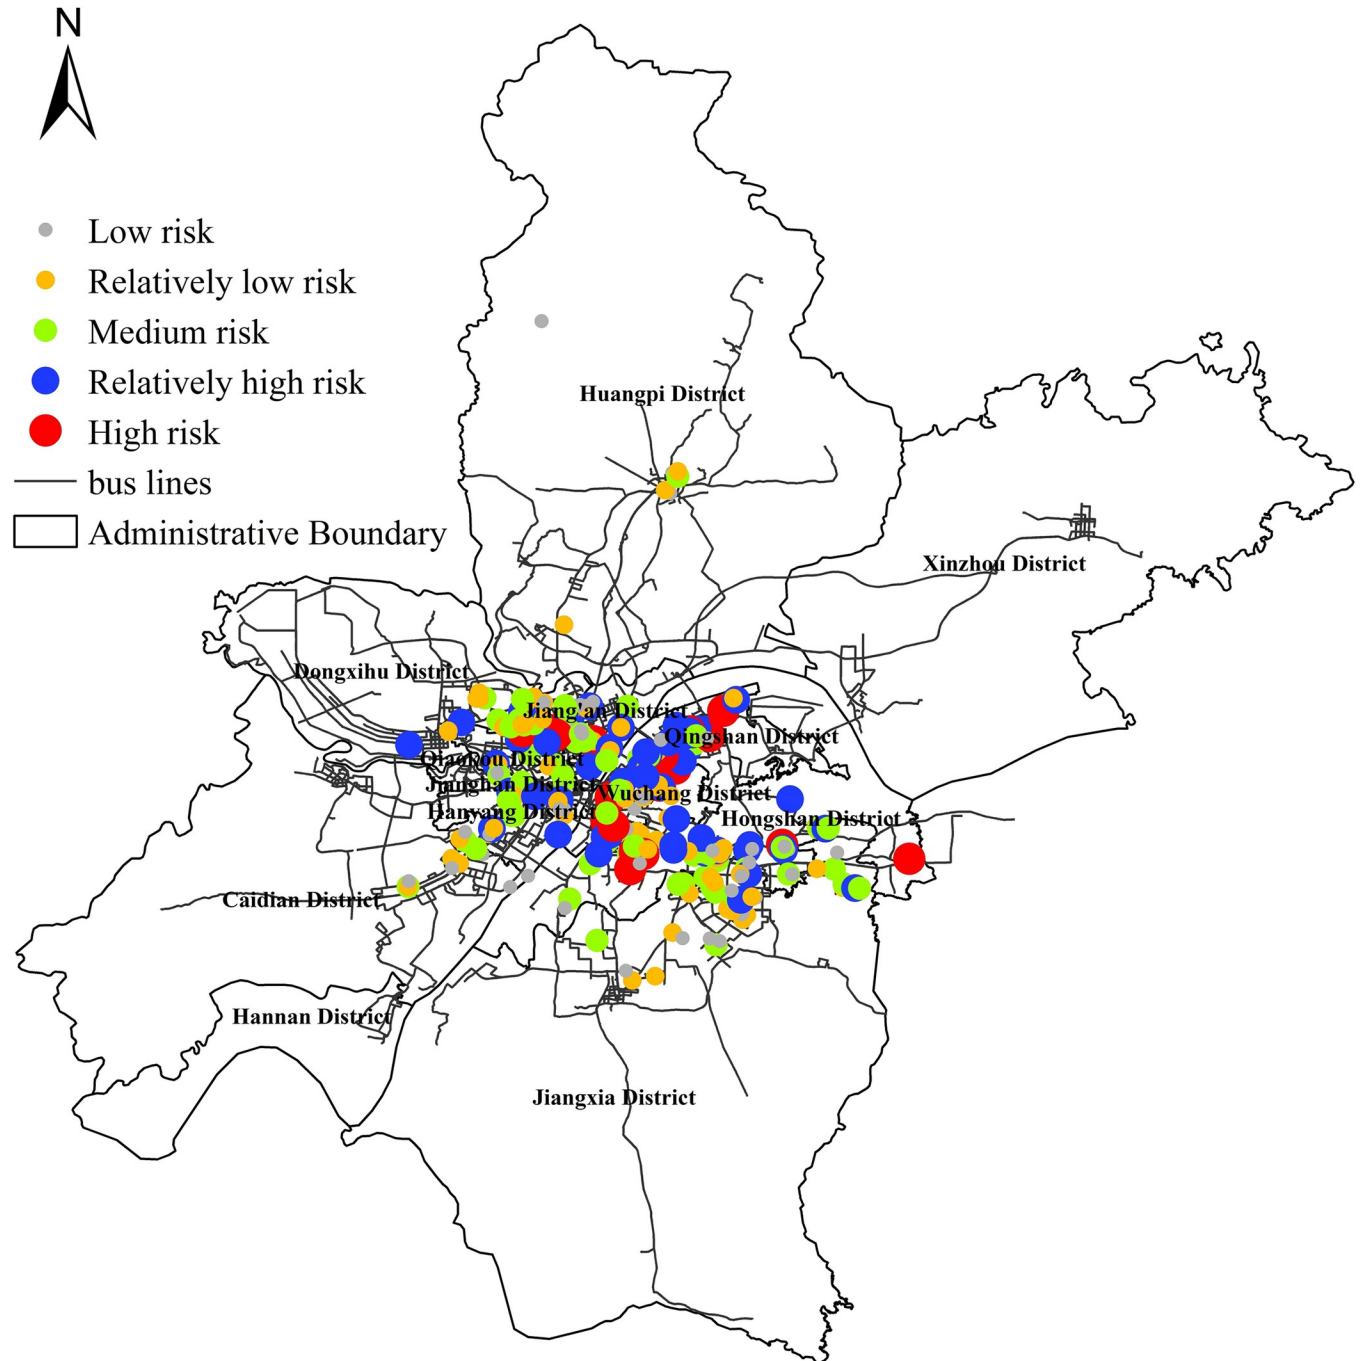 N
Low risk
Relatively low risk
Medium risk
Relatively high risk
High risk
bus lines
Administrative Boundary
Huangpi District
Xinzhou District
Dongxihu District
Jiang'an District
Qingshan District
Qiaokou District
Jianghan District
Wuchang District
Hanyang District
Hongshan District
Caidian District
Hannan District
Jiangxia District